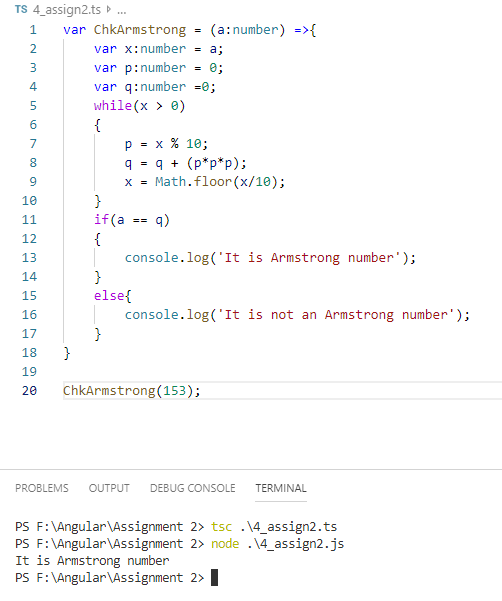 TS 4_assign2.ts > ...
1 var ChkArmstrong = (a:number) =>{
2     var x:number = a;
3     var p:number = 0;
4     var q:number =0;
5     while(x > 0)
6     {
7         p = x % 10;
8         q = q + (p*p*p);
9         x = Math.floor(x/10);
10     }
11     if(a == q)
12     {
13         console.log('It is Armstrong number');
14     }
15     else{
16         console.log('It is not an Armstrong number');
17     }
18 }
19
20 ChkArmstrong(153);
PROBLEMS OUTPUT DEBUG CONSOLE TERMINAL
PS F:\Angular\Assignment 2> tsc .\4_assign2.ts
PS F:\Angular\Assignment 2> node .\4_assign2.js
It is Armstrong number
PS F:\Angular\Assignment 2>